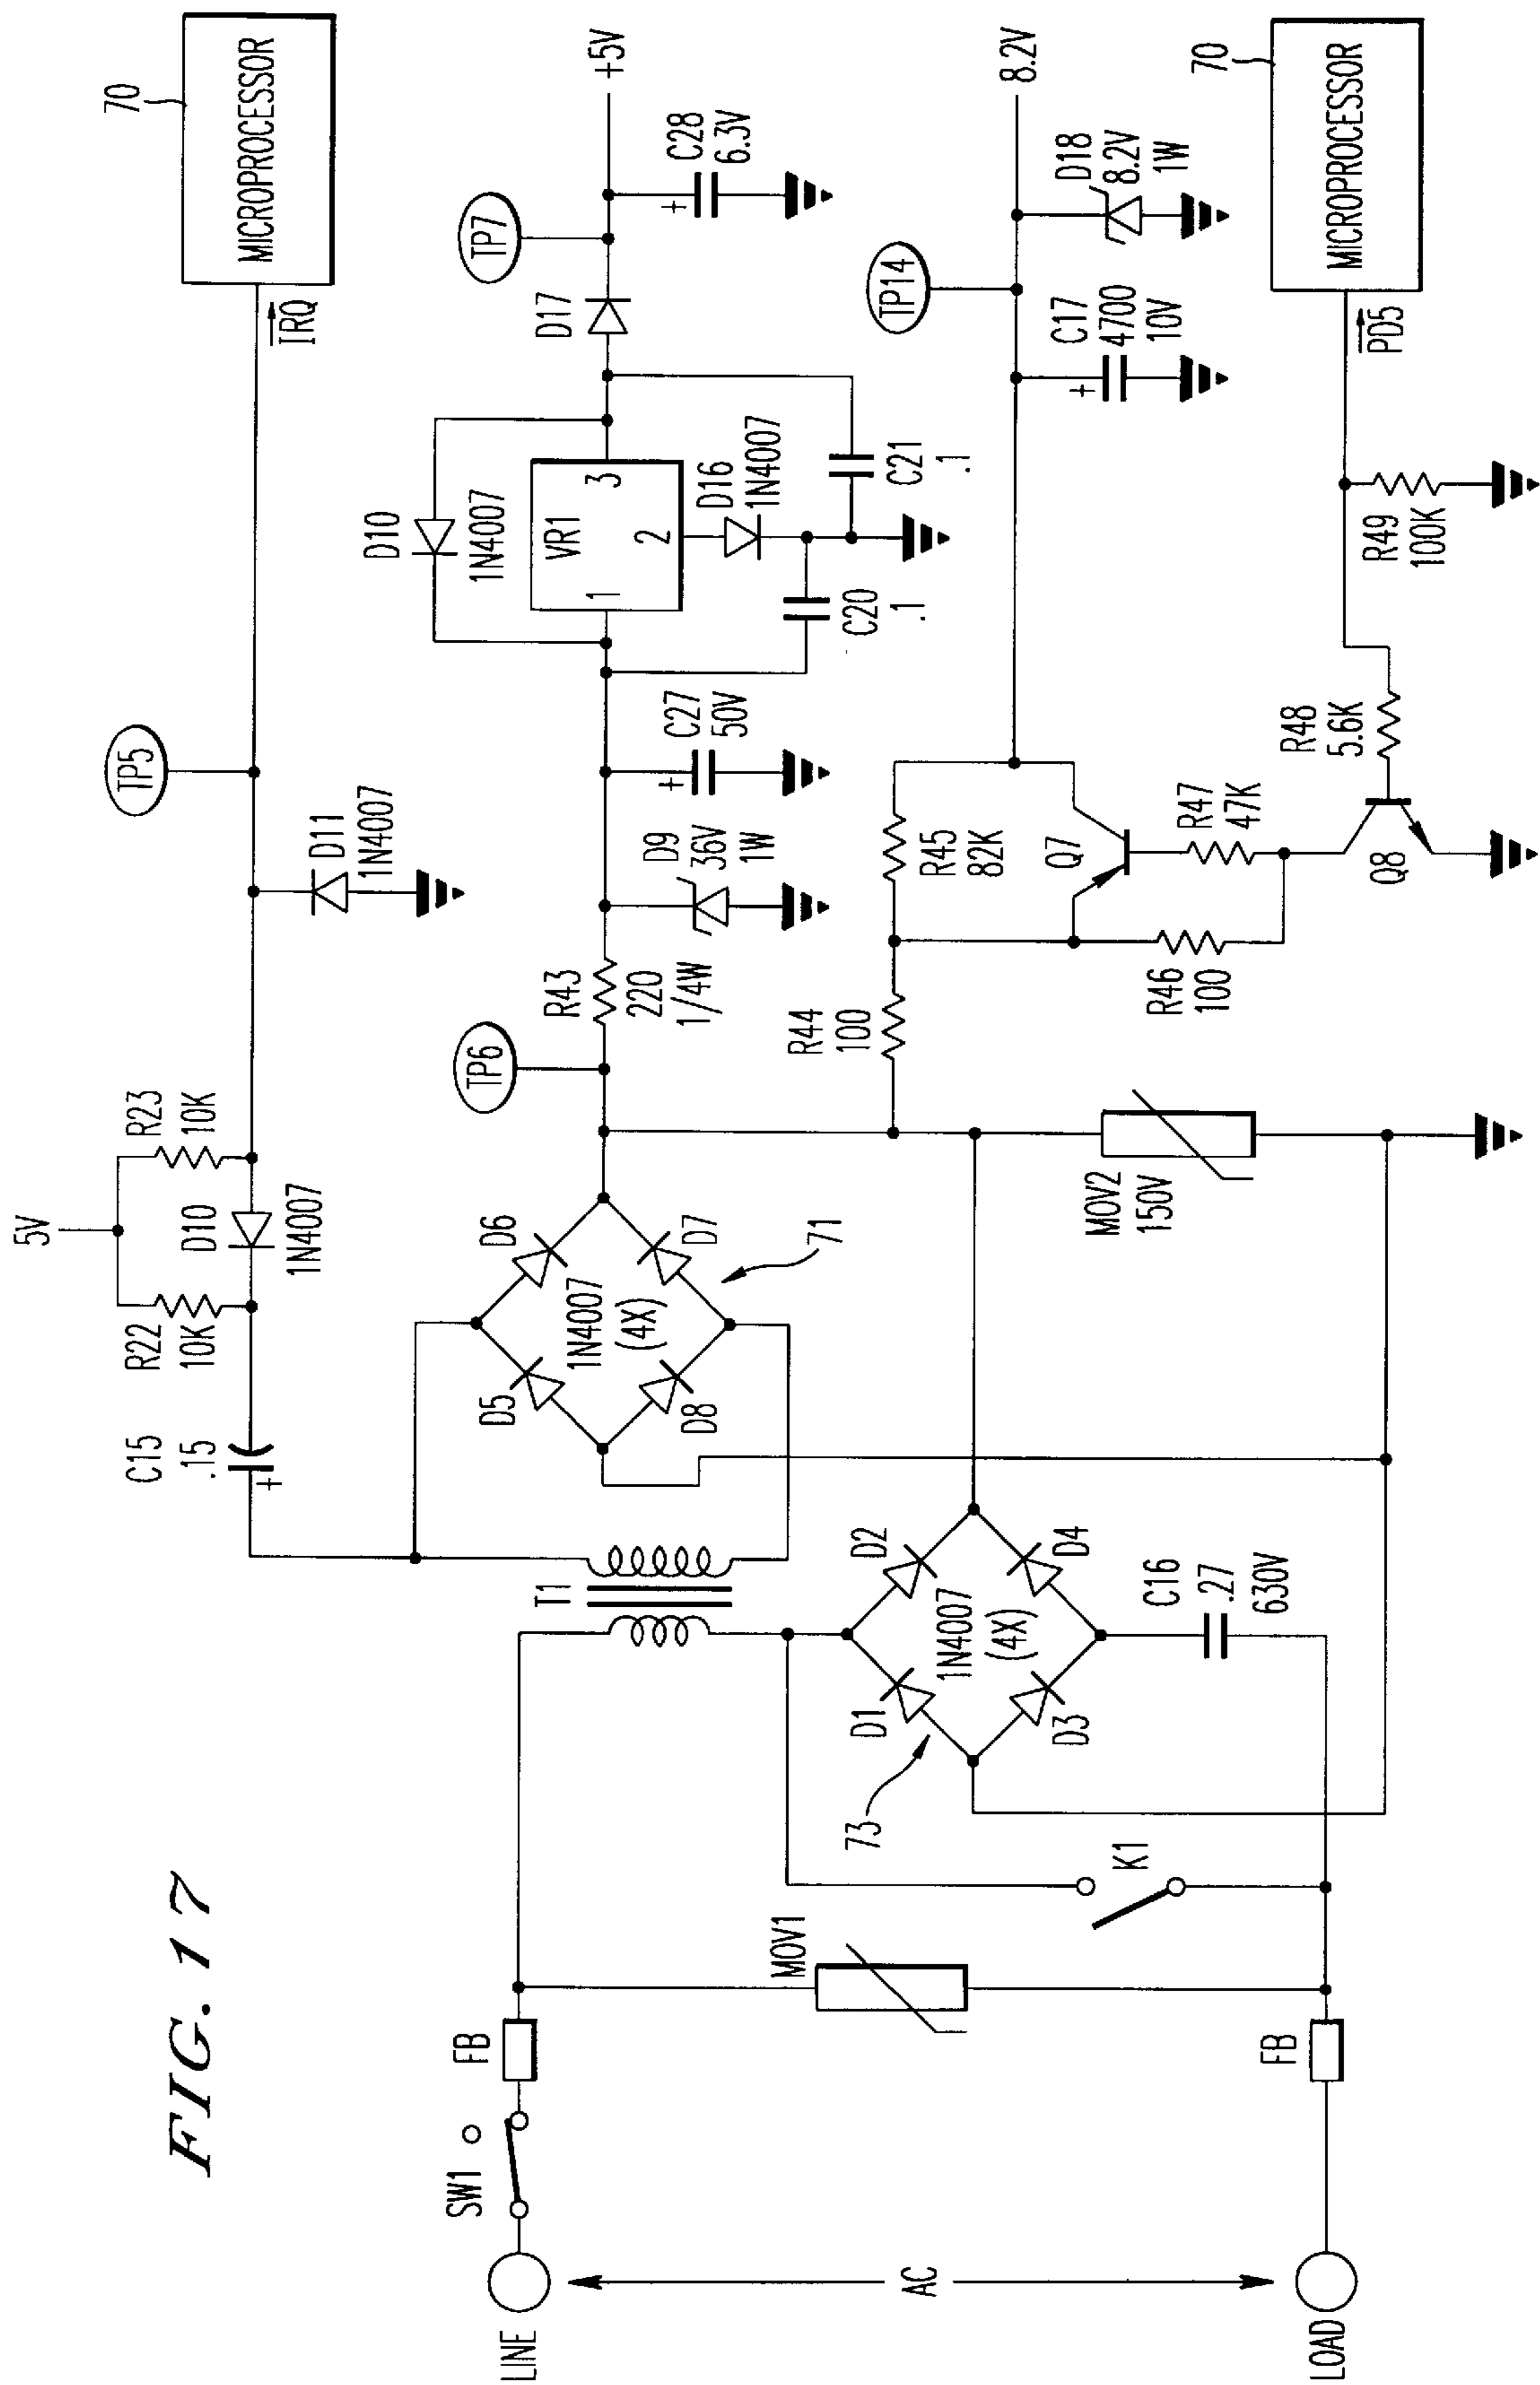 FIG. 17
5V
R22
10K
R23
10K
D10
1N4007
C15
.15
+
D11
1N4007
TP5
IRQ
MICROPROCESSOR
70
T1
D5
D6
1N4007
(4X)
D8
D7
71
TP6
R43
220
1/4W
D9
36V
1W
+
C27
50V
D10
1N4007
VR1
1
2
3
D16
1N4007
C20
.1
C21
.1
D17
TP7
+
C28
6.3V
+5V
LINE
SW1
FB
MOV1
K1
AC
LOAD
FB
73
D1
D2
1N4007
(4X)
D3
D4
C16
.27
630V
MOV2
150V
R44
100
R45
82K
Q7
R46
100
R47
47K
Q8
R48
5.6K
R49
100K
TP14
+
C17
4700
10V
D18
8.2V
1W
8.2V
PD5
MICROPROCESSOR
70